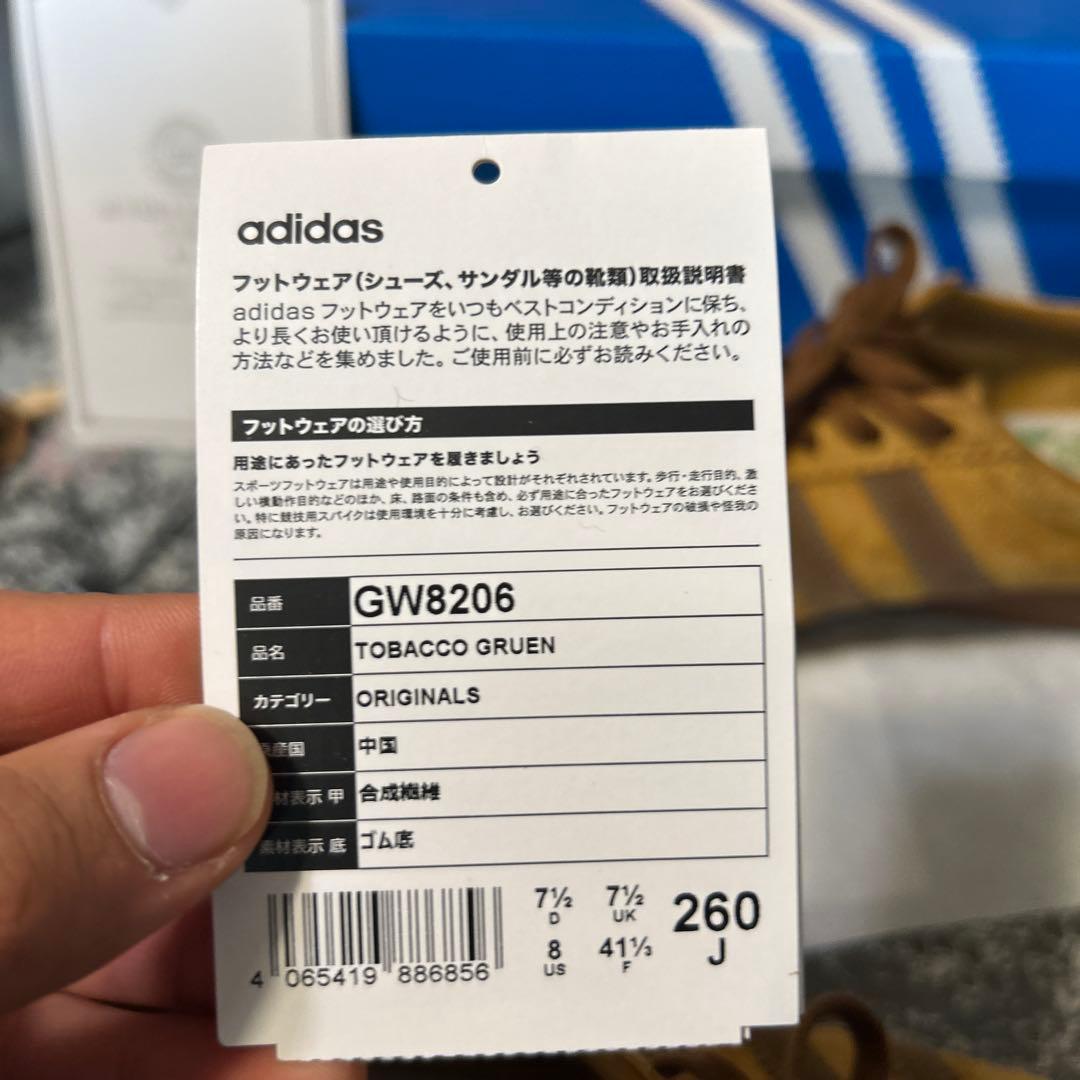 adidas
フットウェア(シューズ、サンダル等の靴類)取扱説明書
adidas フットウェアをいつもベストコンディションに保ち、
より長くお使い頂けるように、使用上の注意やお手入れの
方法などを集めました。ご使用前に必ずお読みください。
フットウェアの選び方
用途にあったフットウェアを履きましょう
スポーツフットウェアは用途や使用目的によって設計がそれぞれされています。歩行・走行目的、激
しい横動作目的などのほか、床、路面の条件も含め、必ず用途に合ったフットウェアをお選びくださ
い。特に競技用スパイクは使用環境を十分に考慮し、お選びください。フットウェアの破損や怪我の
原因になります。
品番 GW8206
品名 TOBACCO GRUEN
カテゴリー ORIGINALS
産国 中国
材表示 甲 合成繊維
素材表示 底 ゴム底
7½ 7½ 260
D UK J
8 41⅓
US F
4 065419 886856